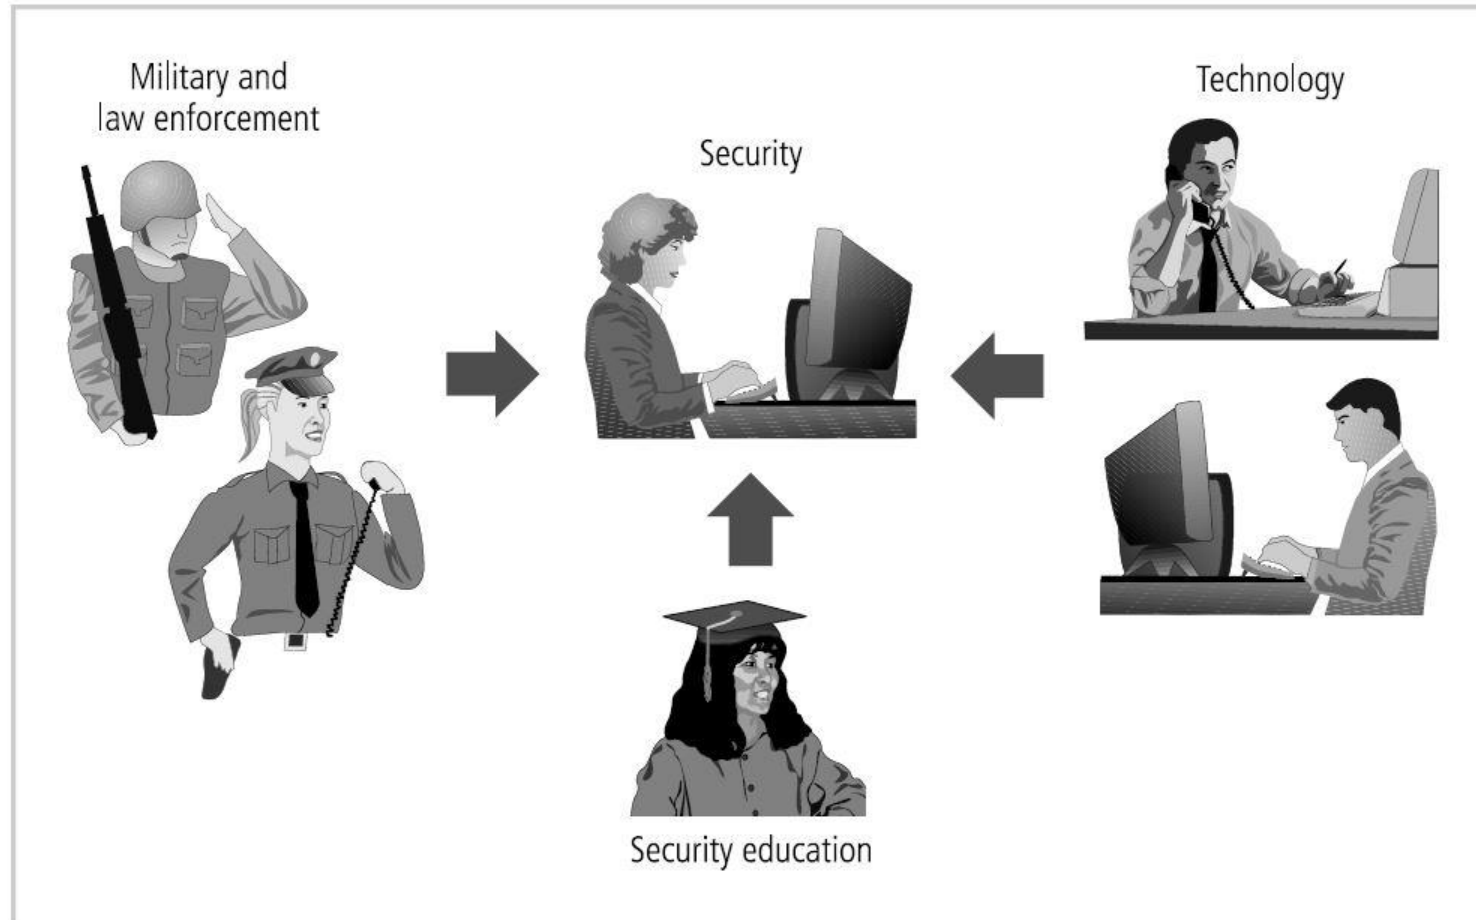 Military and
law enforcement
Security
Technology
Security education